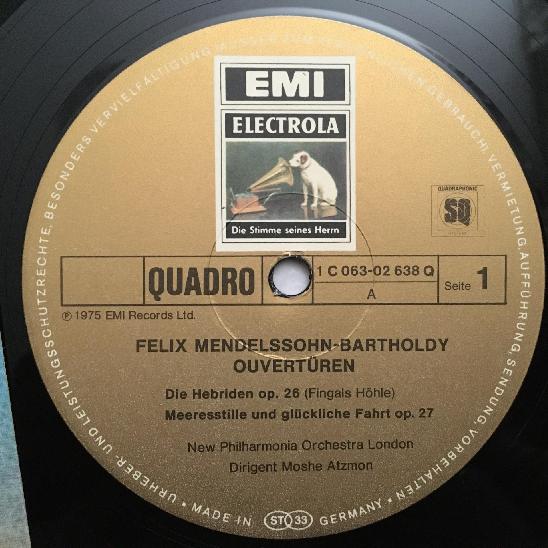 EMI
ELECTROLA
Die Stimme seines Herrn
QUADRAPHONIC
SQ
QUADRO
1 C 063-02 638 Q
A
Seite 1
℗ 1975 EMI Records Ltd.
FELIX MENDELSSOHN-BARTHOLDY
OUVERTÜREN
Die Hebriden op. 26 (Fingals Höhle)
Meeresstille und glückliche Fahrt op. 27
New Philharmonia Orchestra London
Dirigent Moshe Atzmon
URHEBER- UND LEISTUNGSSCHUTZRECHTE, BESONDERS VERVIELFÄLTIGUNG GEBRAUCH, VERMIETUNG, AUFFÜHRUNG, SENDUNG, VORBEHALTEN
• MADE IN ST 33 GERMANY •